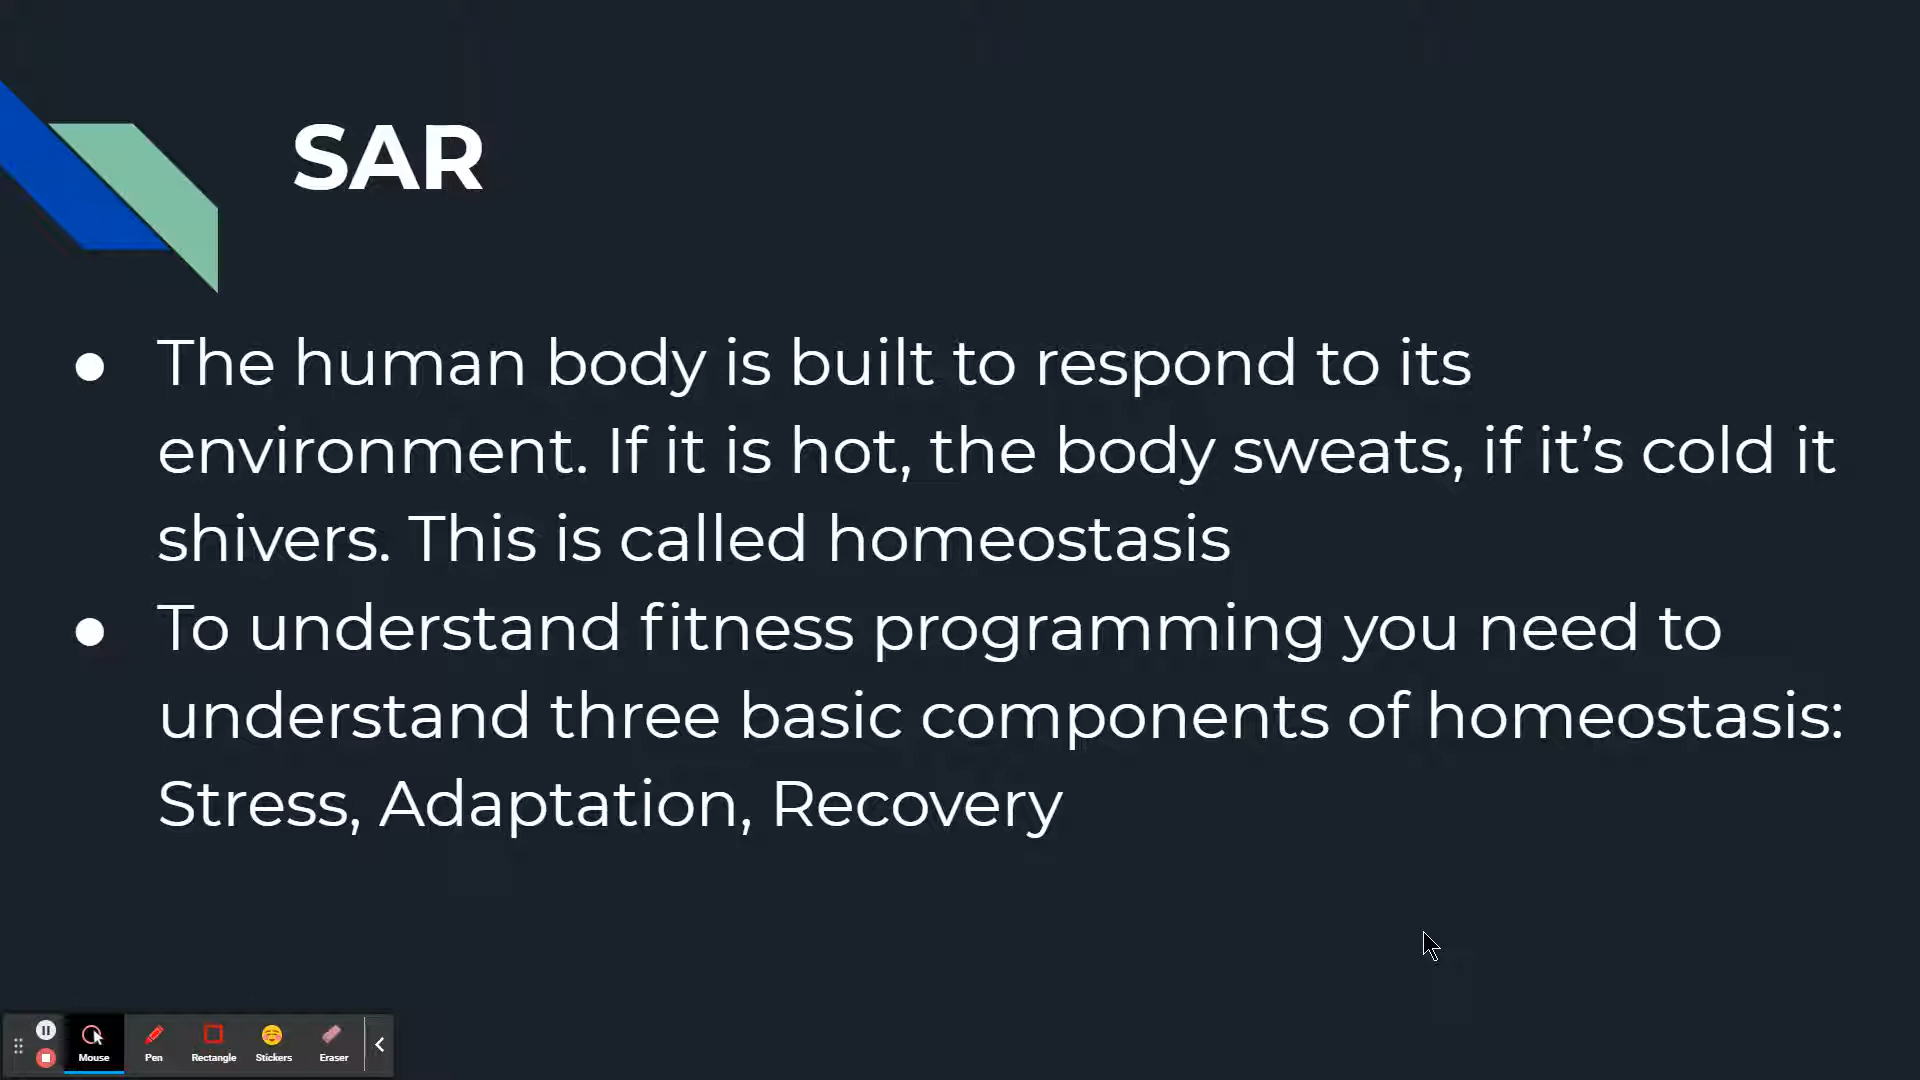 SAR
● The human body is built to respond to its
environment. If it is hot, the body sweats, if it’s cold it
shivers. This is called homeostasis
● To understand fitness programming you need to
understand three basic components of homeostasis:
Stress, Adaptation, Recovery
Mouse Pen Rectangle Stickers Eraser